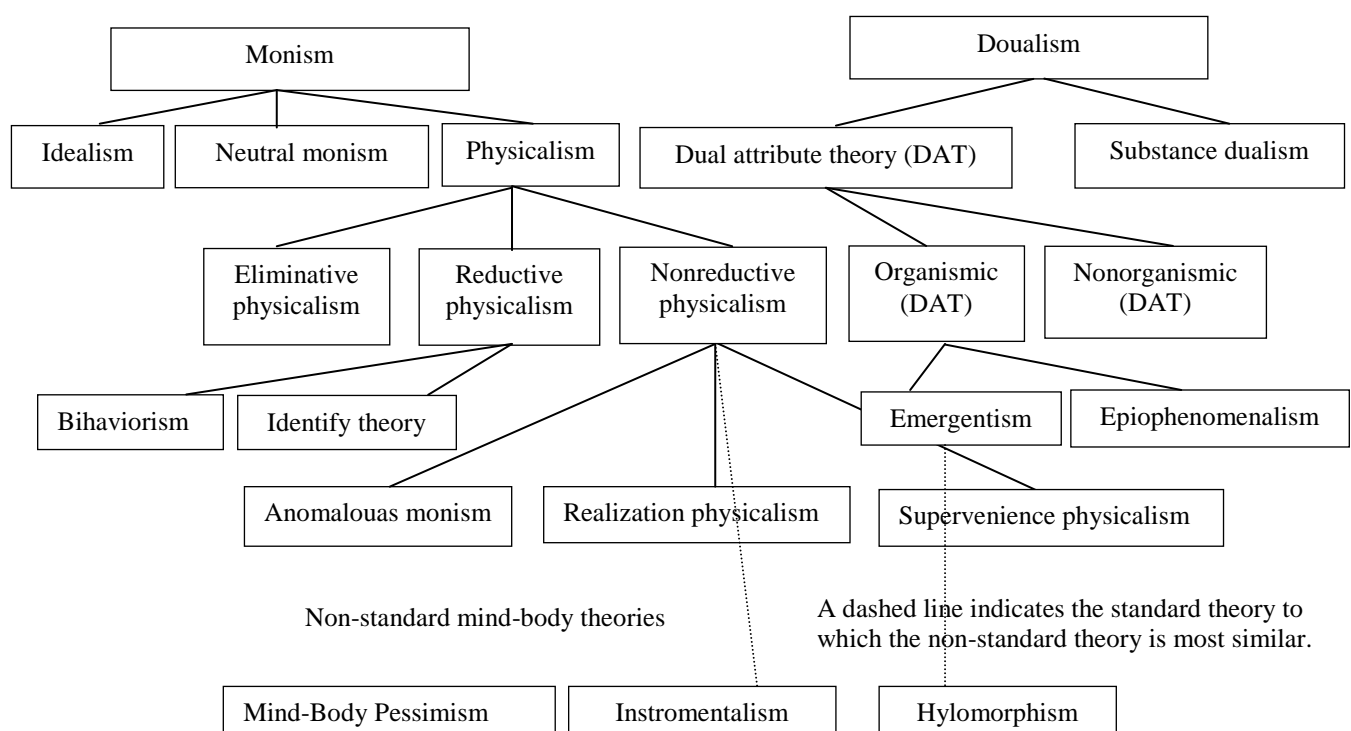 Monism
Doualism
Idealism
Neutral monism
Physicalism
Dual attribute theory (DAT)
Substance dualism
Eliminative
physicalism
Reductive
physicalism
Nonreductive
physicalism
Organismic
(DAT)
Nonorganismic
(DAT)
Bihaviorism
Identify theory
Emergentism
Epiophenomenalism
Anomalouas monism
Realization physicalism
Supervenience physicalism
Non-standard mind-body theories
A dashed line indicates the standard theory to
which the non-standard theory is most similar.
Mind-Body Pessimism
Instromentalism
Hylomorphism